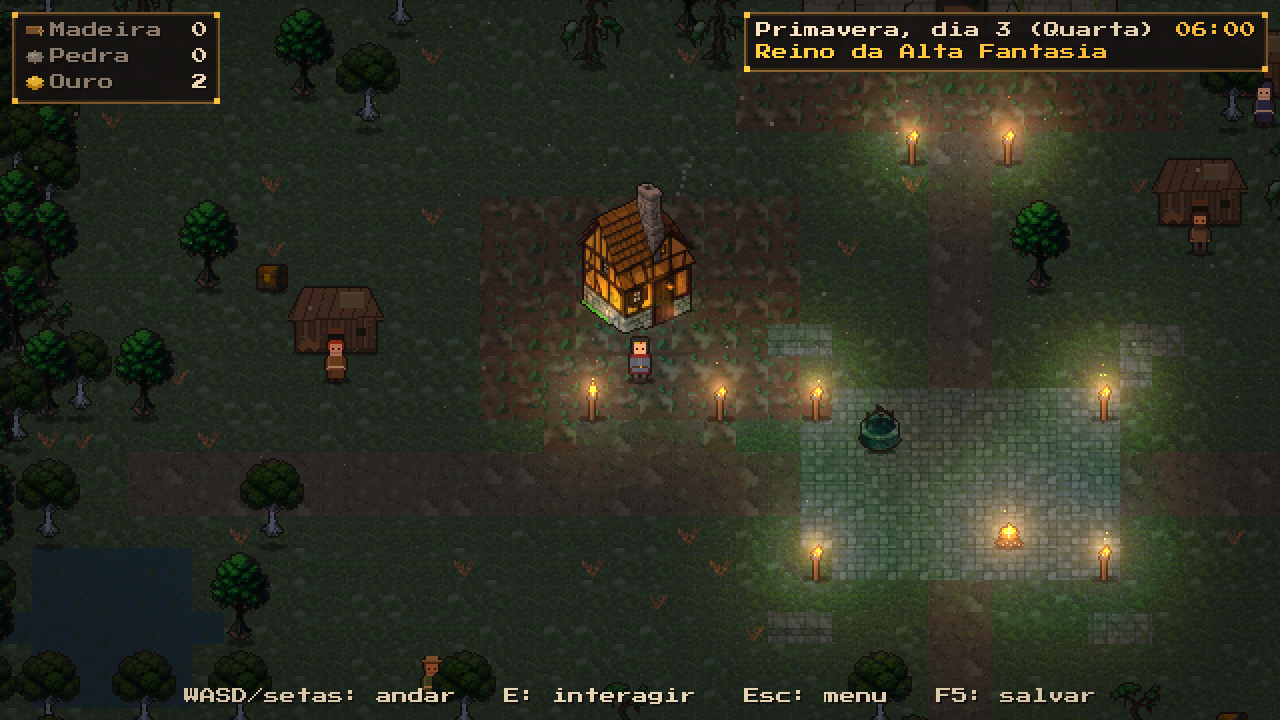 Madeira 0
Pedra 0
Ouro 2
Primavera, dia 3 (Quarta) 06:00
Reino da Alta Fantasia
WASD/setas: andar E: interagir Esc: menu F5: salvar